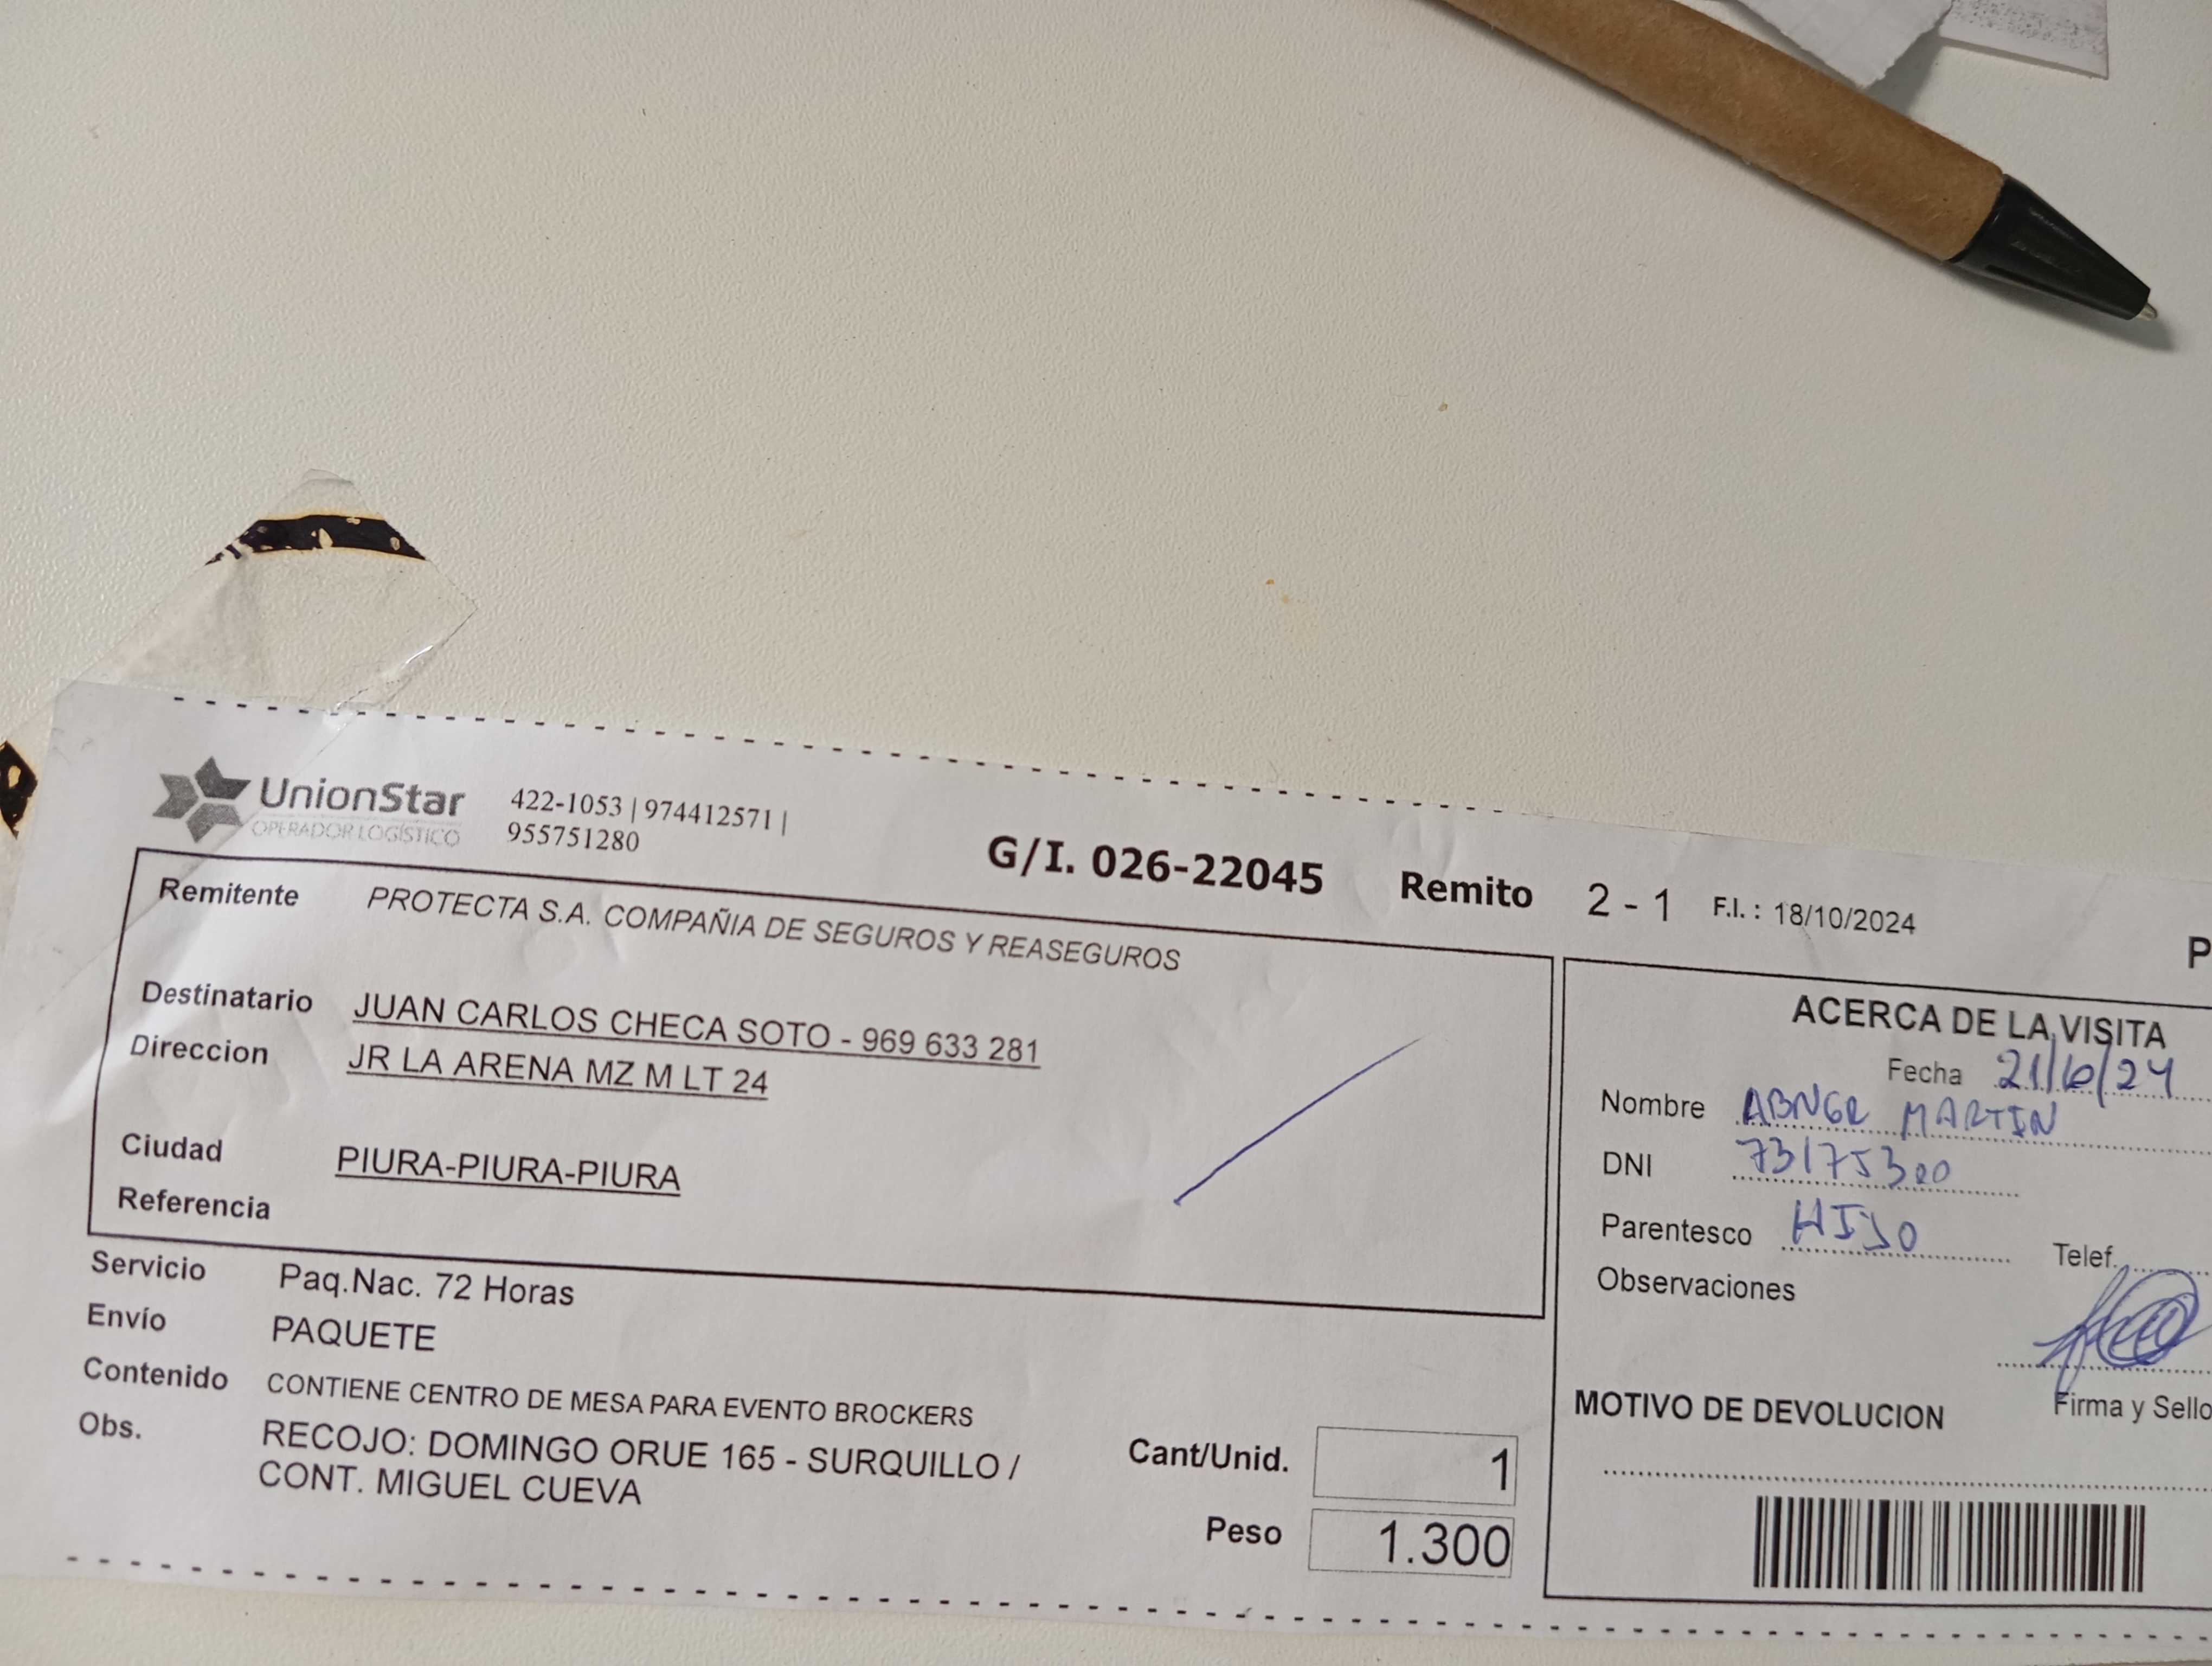 UnionStar
OPERADOR LOGÍSTICO
422-1053 | 974412571 |
955751280
G/I. 026-22045 Remito 2 - 1 F.I. : 18/10/2024
P
Remitente PROTECTA S.A. COMPAÑIA DE SEGUROS Y REASEGUROS
Destinatario JUAN CARLOS CHECA SOTO - 969 633 281
Direccion JR LA ARENA MZ M LT 24
Ciudad PIURA-PIURA-PIURA
Referencia
Servicio Paq.Nac. 72 Horas
Envío PAQUETE
Contenido CONTIENE CENTRO DE MESA PARA EVENTO BROCKERS
Obs. RECOJO: DOMINGO ORUE 165 - SURQUILLO /
CONT. MIGUEL CUEVA
Cant/Unid. 1
Peso 1.300
ACERCA DE LA VISITA
Fecha
Nombre ABNER MARTIN
DNI 73175300
Parentesco HIJO
Telef.
Observaciones
Firma y Sello
MOTIVO DE DEVOLUCION